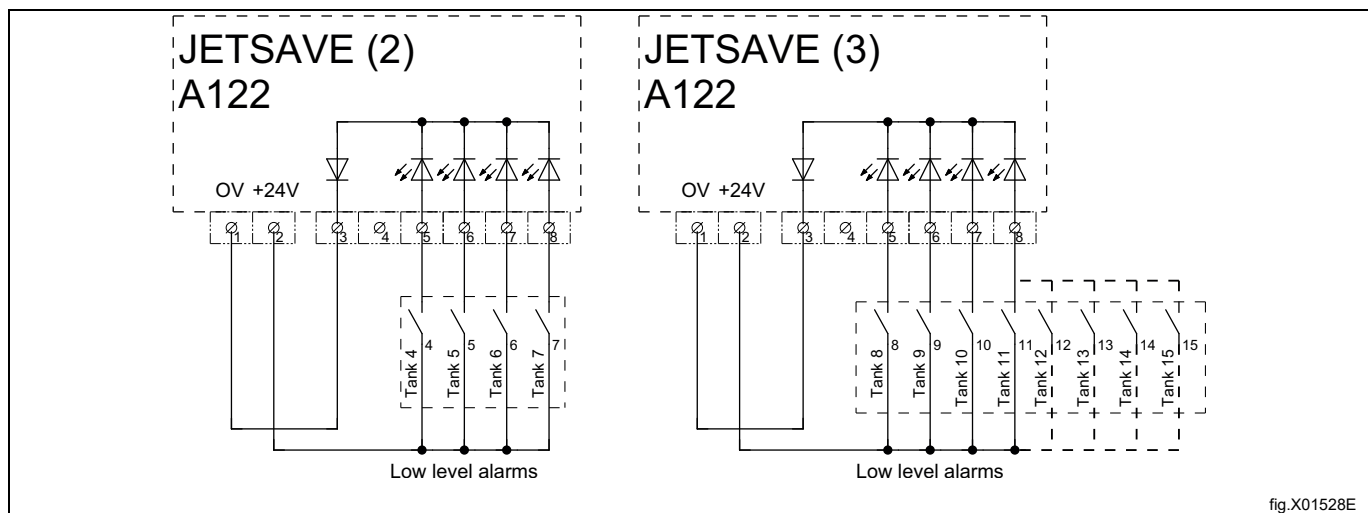 JETSAVE (2)
A122
OV +24V
1 2 3 4 5 6 7 8
Tank 4 4 Tank 5 5 Tank 6 6 Tank 7 7
Low level alarms
JETSAVE (3)
A122
OV +24V
1 2 3 4 5 6 7 8
Tank 8 8 Tank 9 9 Tank 10 10 Tank 11 11 Tank 12 12 Tank 13 13 Tank 14 14 Tank 15 15
Low level alarms
fig.X01528E